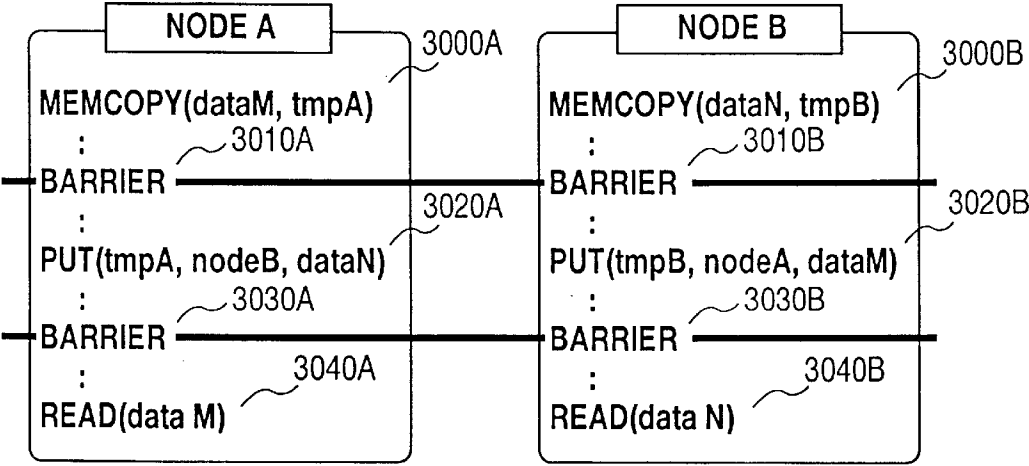 NODE A
3000A
MEMCOPY(dataM, tmpA)
:
3010A
BARRIER
:
3020A
PUT(tmpA, nodeB, dataN)
:
3030A
BARRIER
:
3040A
READ(data M)
NODE B
3000B
MEMCOPY(dataN, tmpB)
:
3010B
BARRIER
:
3020B
PUT(tmpB, nodeA, dataM)
:
3030B
BARRIER
:
3040B
READ(data N)